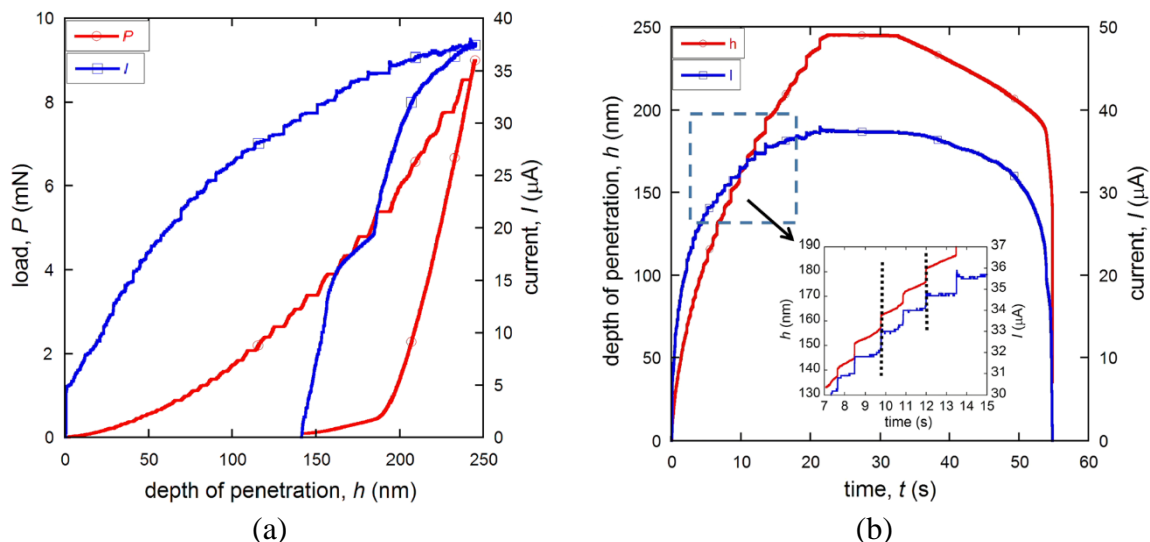 P
I
load, P (mN)
10
8
6
4
2
0
current, I (μA)
40
35
30
25
20
15
10
5
0
0 50 100 150 200 250
depth of penetration, h (nm)
(a)
h
I
depth of penetration, h (nm)
250
200
150
100
50
0
current, I (μA)
50
40
30
20
10
0
h (nm)
190
180
170
160
150
140
130
I (μA)
37
36
35
34
33
32
31
30
7 8 9 10 11 12 13 14 15
time (s)
0 10 20 30 40 50 60
time, t (s)
(b)